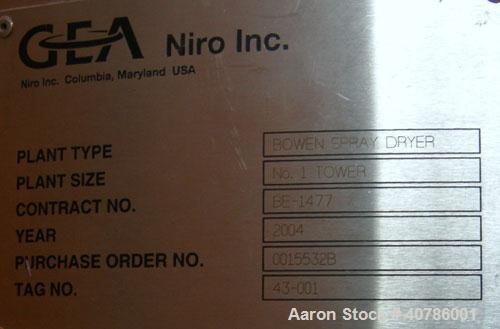 GEA Niro Inc.
Niro Inc. Columbia, Maryland USA
PLANT TYPE BOWEN SPRAY DRYER
PLANT SIZE No. 1 TOWER
CONTRACT NO. BE-1477
YEAR 2004
PURCHASE ORDER NO. 0015532B
TAG NO. 43-001
Aaron Stock # 40786001